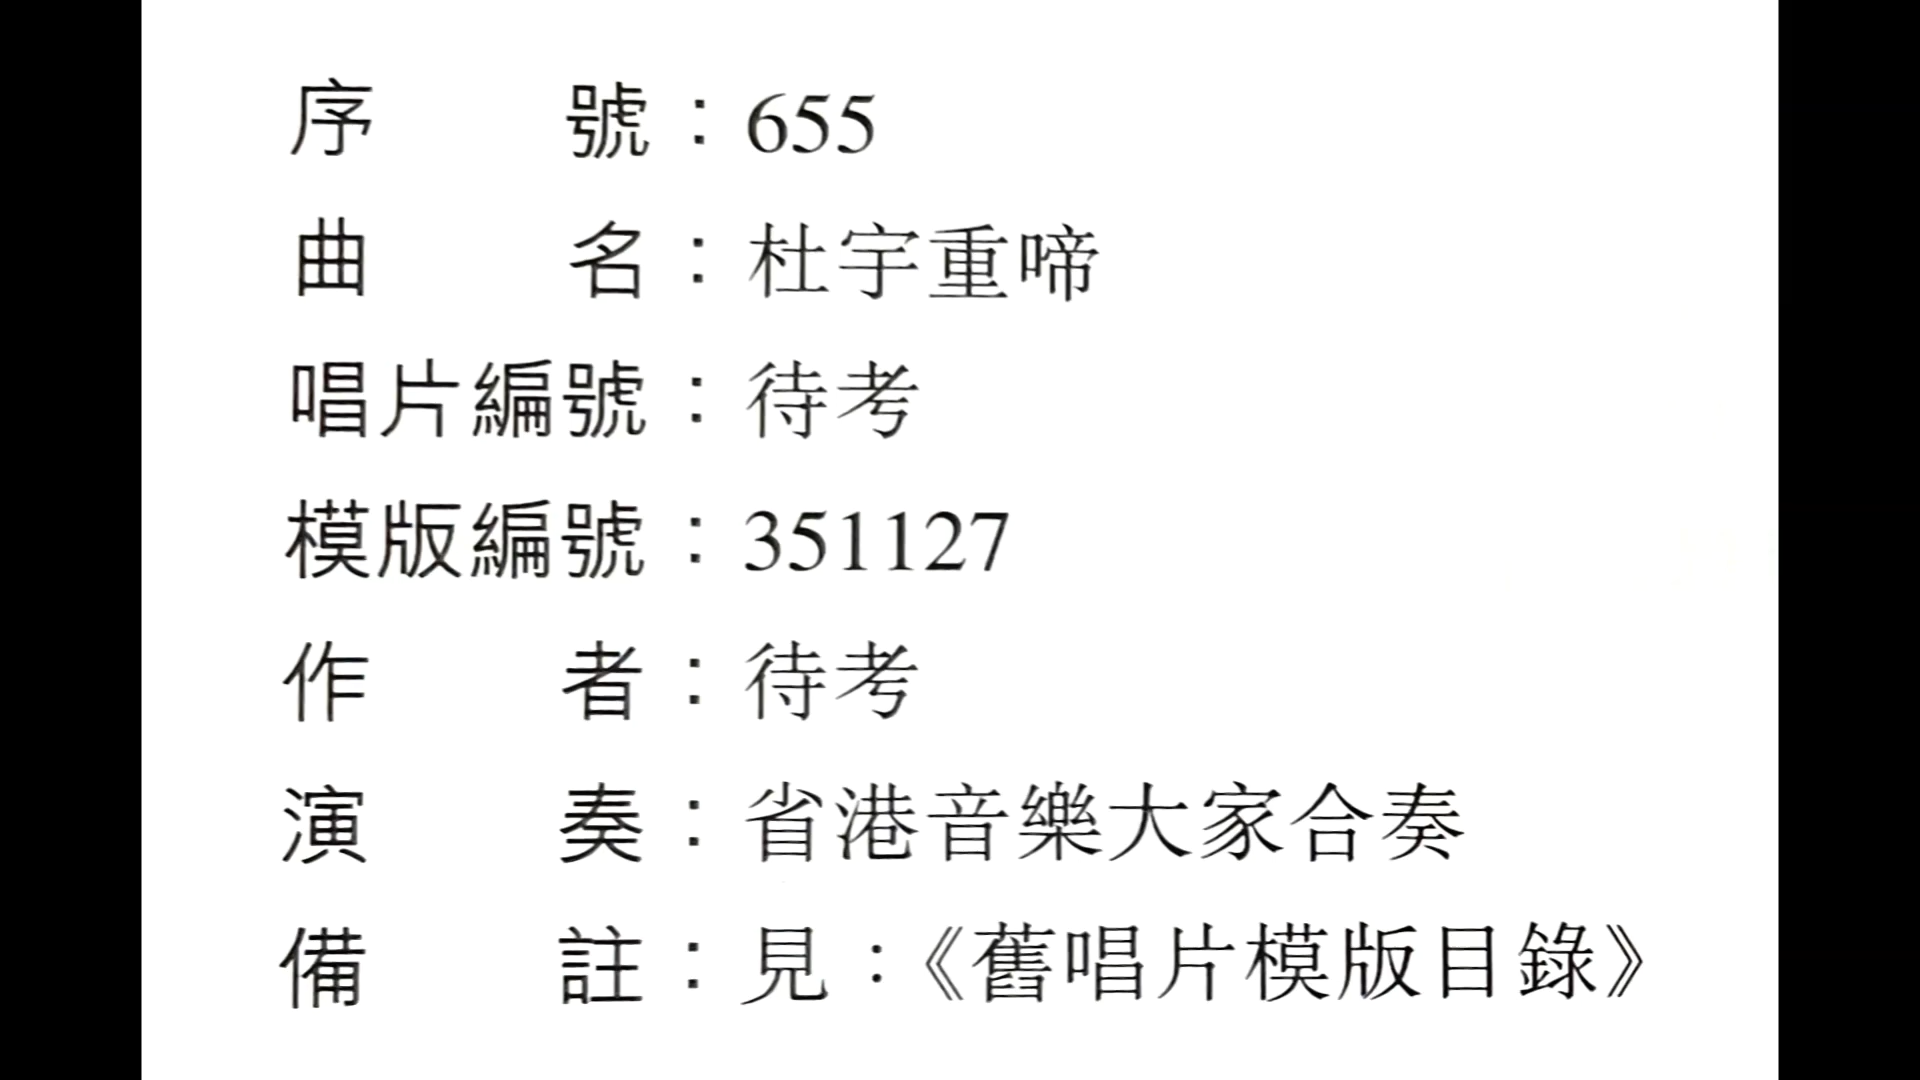 序號：655
曲名：杜宇重啼
唱片編號：待考
模版編號：351127
作者：待考
演奏：省港音樂大家合奏
備註：見：《舊唱片模版目錄》